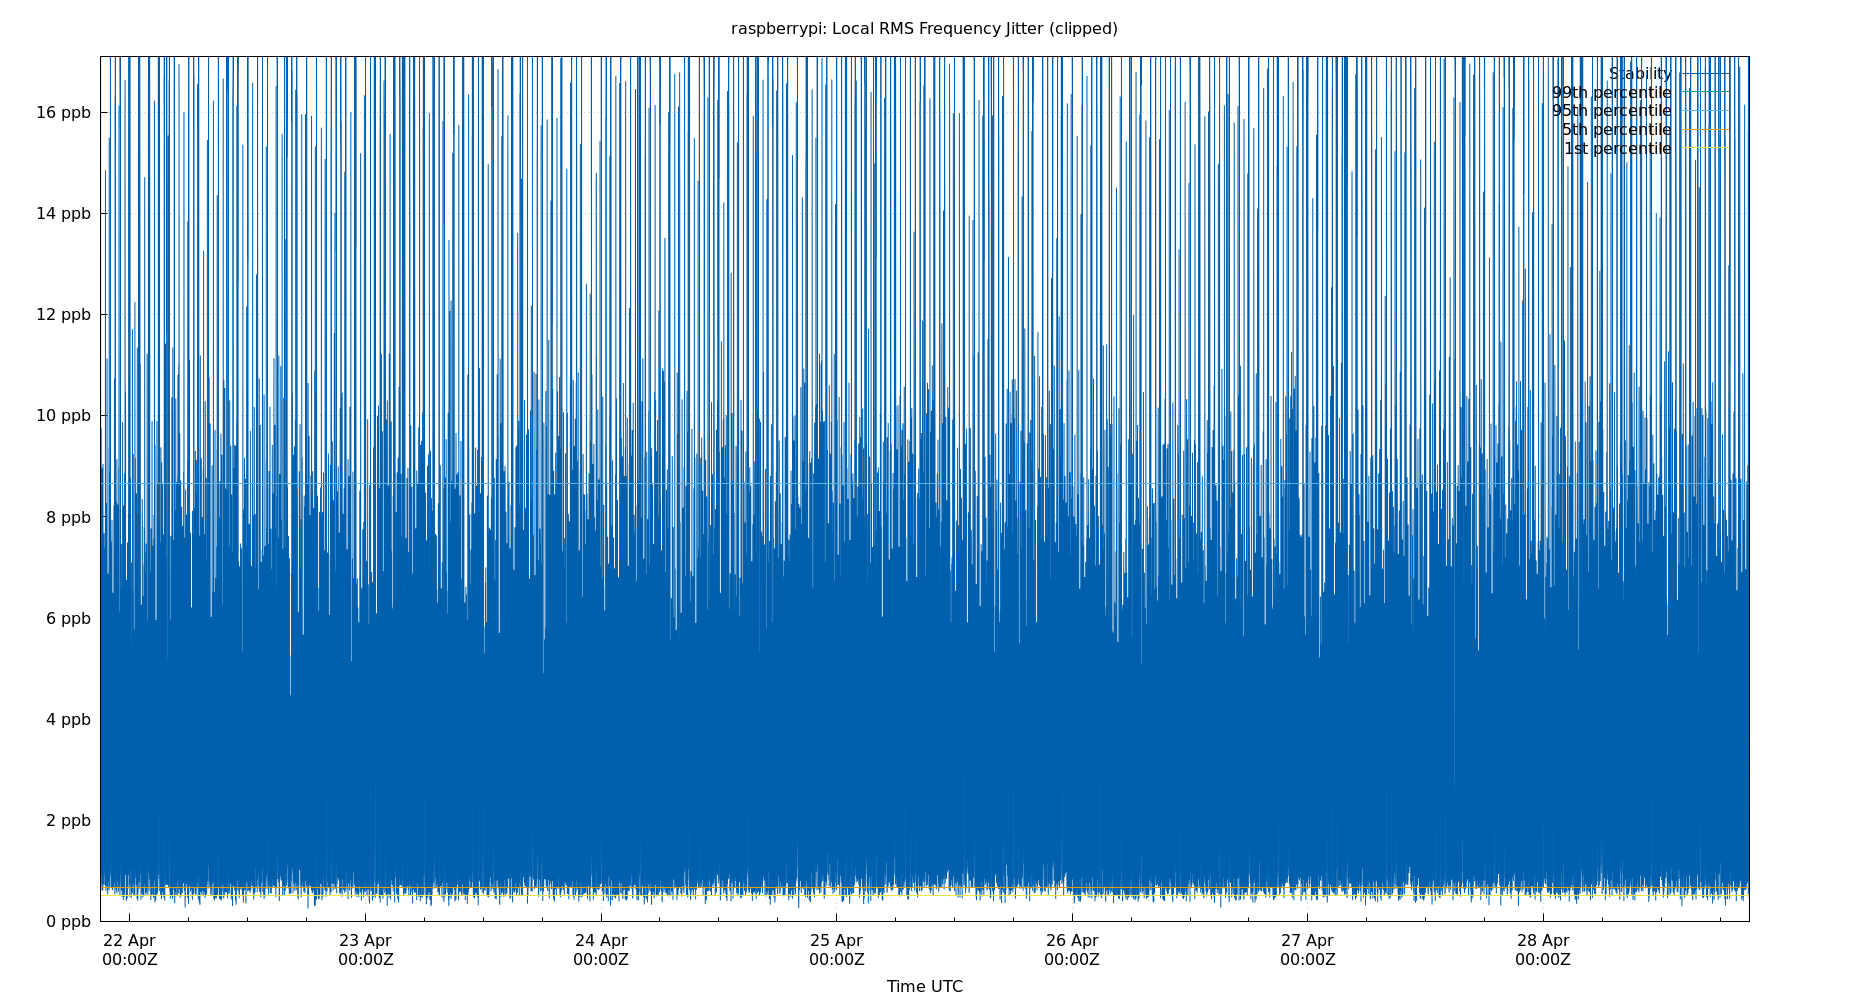 raspberrypi: Local RMS Frequency Jitter (clipped)
Stability
99th percentile
95th percentile
5th percentile
1st percentile
16 ppb
14 ppb
12 ppb
10 ppb
8 ppb
6 ppb
4 ppb
2 ppb
0 ppb
22 Apr 23 Apr 24 Apr 25 Apr 26 Apr 27 Apr 28 Apr
00:00Z 00:00Z 00:00Z 00:00Z 00:00Z 00:00Z 00:00Z
Time UTC